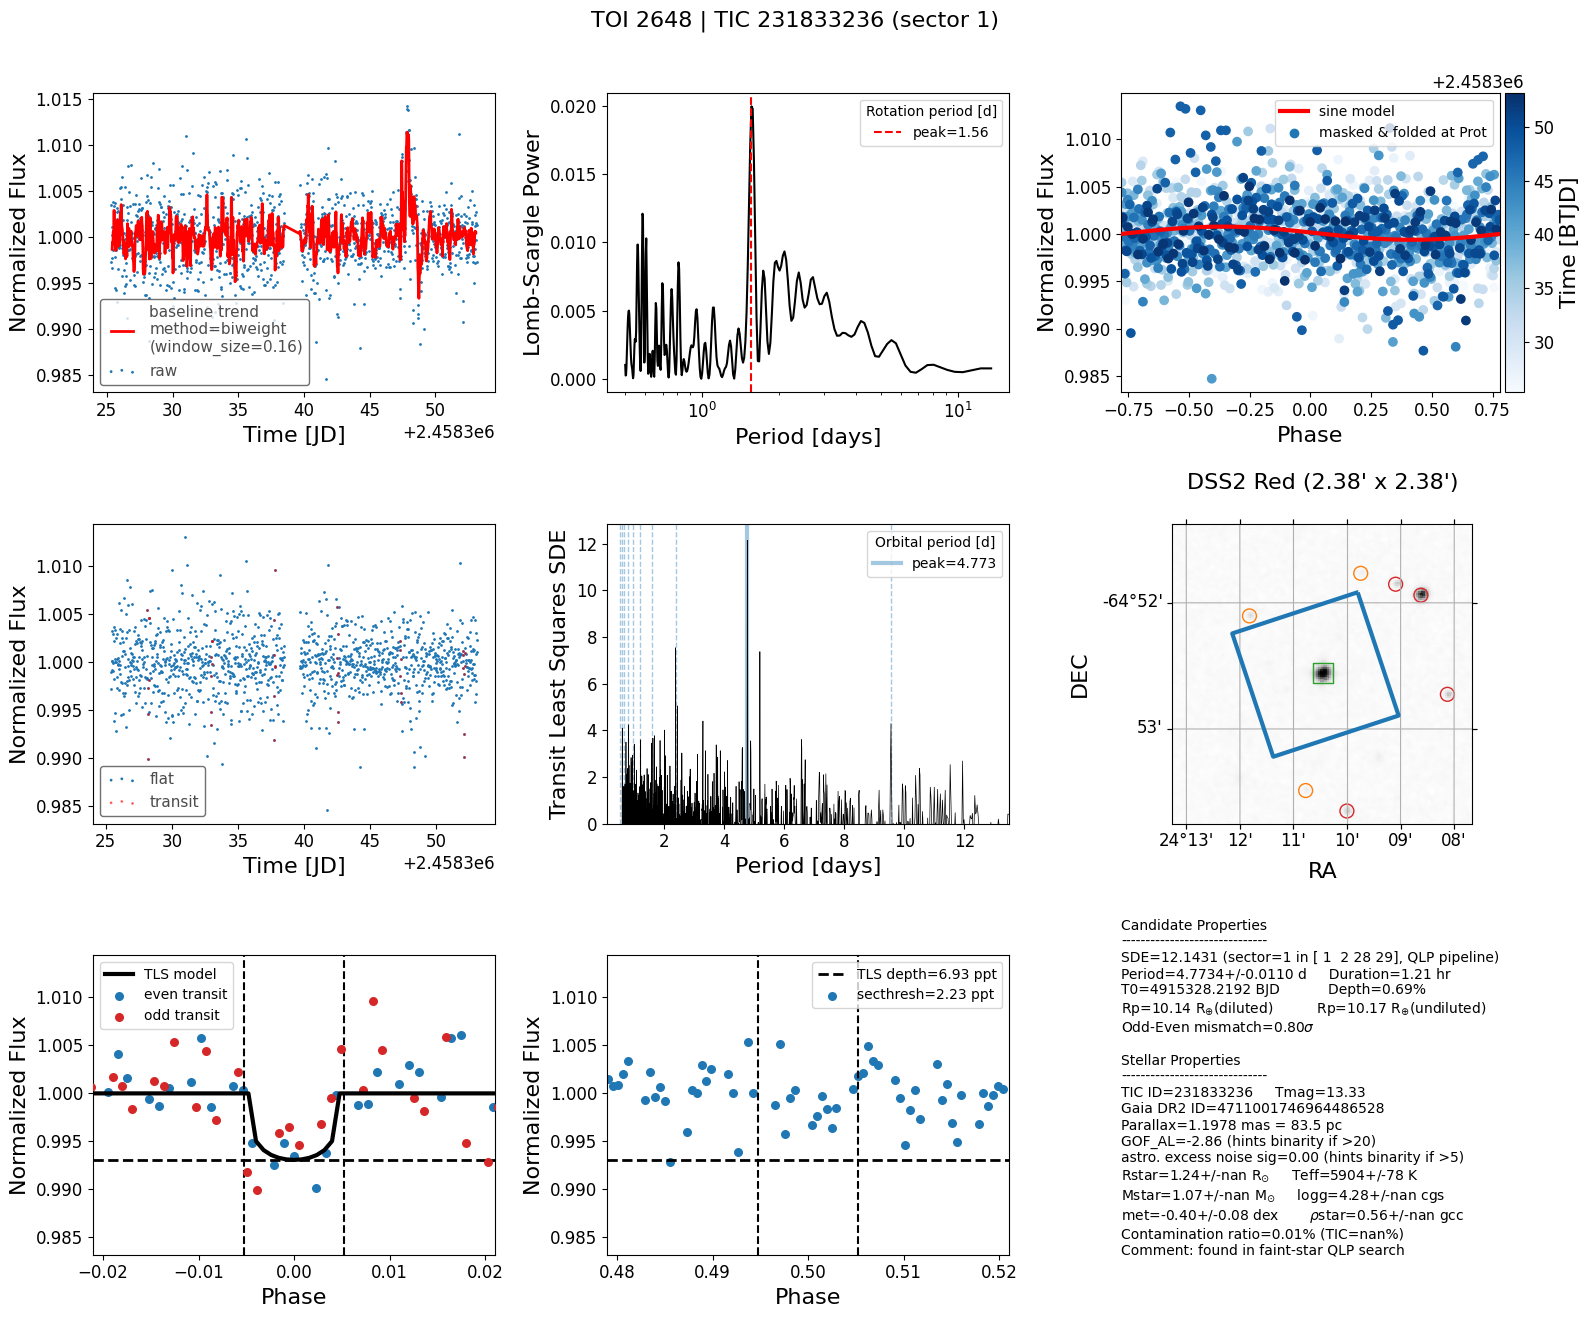 TOI 2648 | TIC 231833236 (sector 1)
Normalized Flux
1.015
1.010
1.005
1.000
0.995
0.990
0.985
baseline trend
method=biweight
(window_size=0.16)
raw
25 30 35 40 45 50
Time [JD]
+2.4583e6
Lomb-Scargle Power
0.020
0.015
0.010
0.005
0.000
Rotation period [d]
peak=1.56
10⁰ 10¹
Period [days]
Normalized Flux
1.010
1.005
1.000
0.995
0.990
0.985
sine model
masked & folded at Prot
−0.75 −0.50 −0.25 0.00 0.25 0.50 0.75
Phase
+2.4583e6
50
45
40
35
30
Time [BTJD]
Normalized Flux
1.010
1.005
1.000
0.995
0.990
0.985
flat
transit
25 30 35 40 45 50
Time [JD]
+2.4583e6
Transit Least Squares SDE
12
10
8
6
4
2
0
Orbital period [d]
peak=4.773
2 4 6 8 10 12
Period [days]
DSS2 Red (2.38' x 2.38')
DEC
-64°52'
53'
24°13' 12' 11' 10' 09' 08'
RA
Normalized Flux
1.010
1.005
1.000
0.995
0.990
0.985
TLS model
even transit
odd transit
−0.02 −0.01 0.00 0.01 0.02
Phase
Normalized Flux
1.010
1.005
1.000
0.995
0.990
0.985
TLS depth=6.93 ppt
secthresh=2.23 ppt
0.48 0.49 0.50 0.51 0.52
Phase
Candidate Properties
------------------------------
SDE=12.1431 (sector=1 in [ 1 2 28 29], QLP pipeline)
Period=4.7734+/-0.0110 d Duration=1.21 hr
T0=4915328.2192 BJD Depth=0.69%
Rp=10.14 R⊕(diluted) Rp=10.17 R⊕(undiluted)
Odd-Even mismatch=0.80σ
Stellar Properties
------------------------------
TIC ID=231833236 Tmag=13.33
Gaia DR2 ID=4711001746964486528
Parallax=1.1978 mas = 83.5 pc
GOF_AL=-2.86 (hints binarity if >20)
astro. excess noise sig=0.00 (hints binarity if >5)
Rstar=1.24+/-nan R⊙ Teff=5904+/-78 K
Mstar=1.07+/-nan M⊙ logg=4.28+/-nan cgs
met=-0.40+/-0.08 dex ρstar=0.56+/-nan gcc
Contamination ratio=0.01% (TIC=nan%)
Comment: found in faint-star QLP search